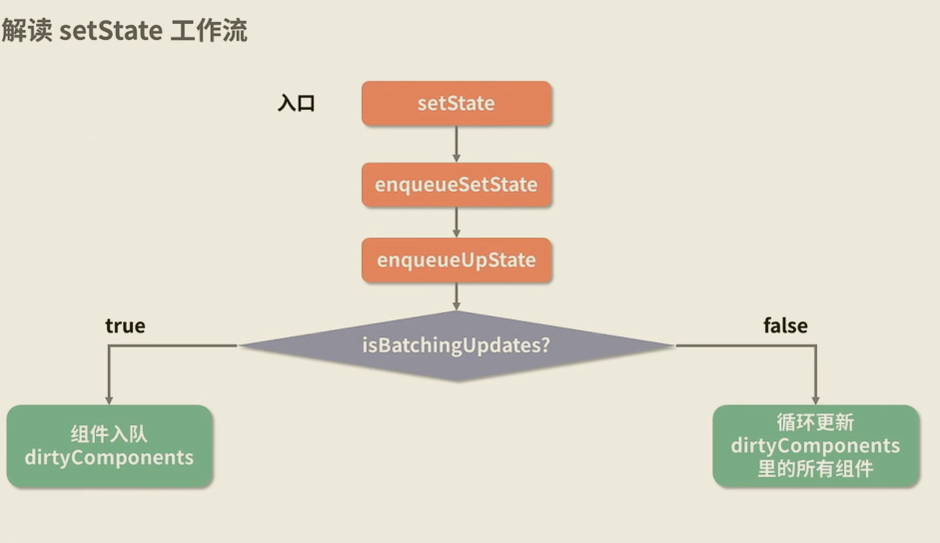 解读 setState 工作流
入口
setState
enqueueSetState
enqueueUpState
isBatchingUpdates?
true
false
组件入队
dirtyComponents
循环更新
dirtyComponents
里的所有组件